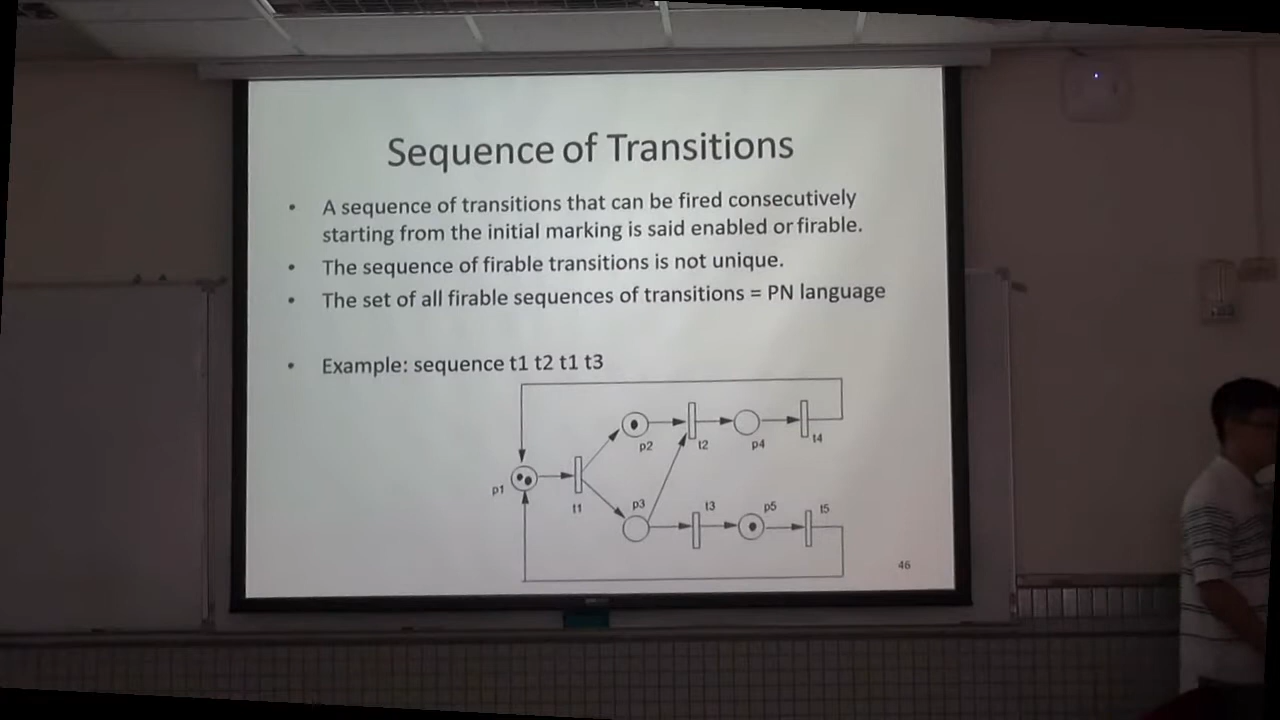 Sequence of Transitions
• A sequence of transitions that can be fired consecutively
starting from the initial marking is said enabled or firable.
• The sequence of firable transitions is not unique.
• The set of all firable sequences of transitions = PN language
• Example: sequence t1 t2 t1 t3
p2
t2
p4
t4
p1
t1
p3
t3
p5
t5
46